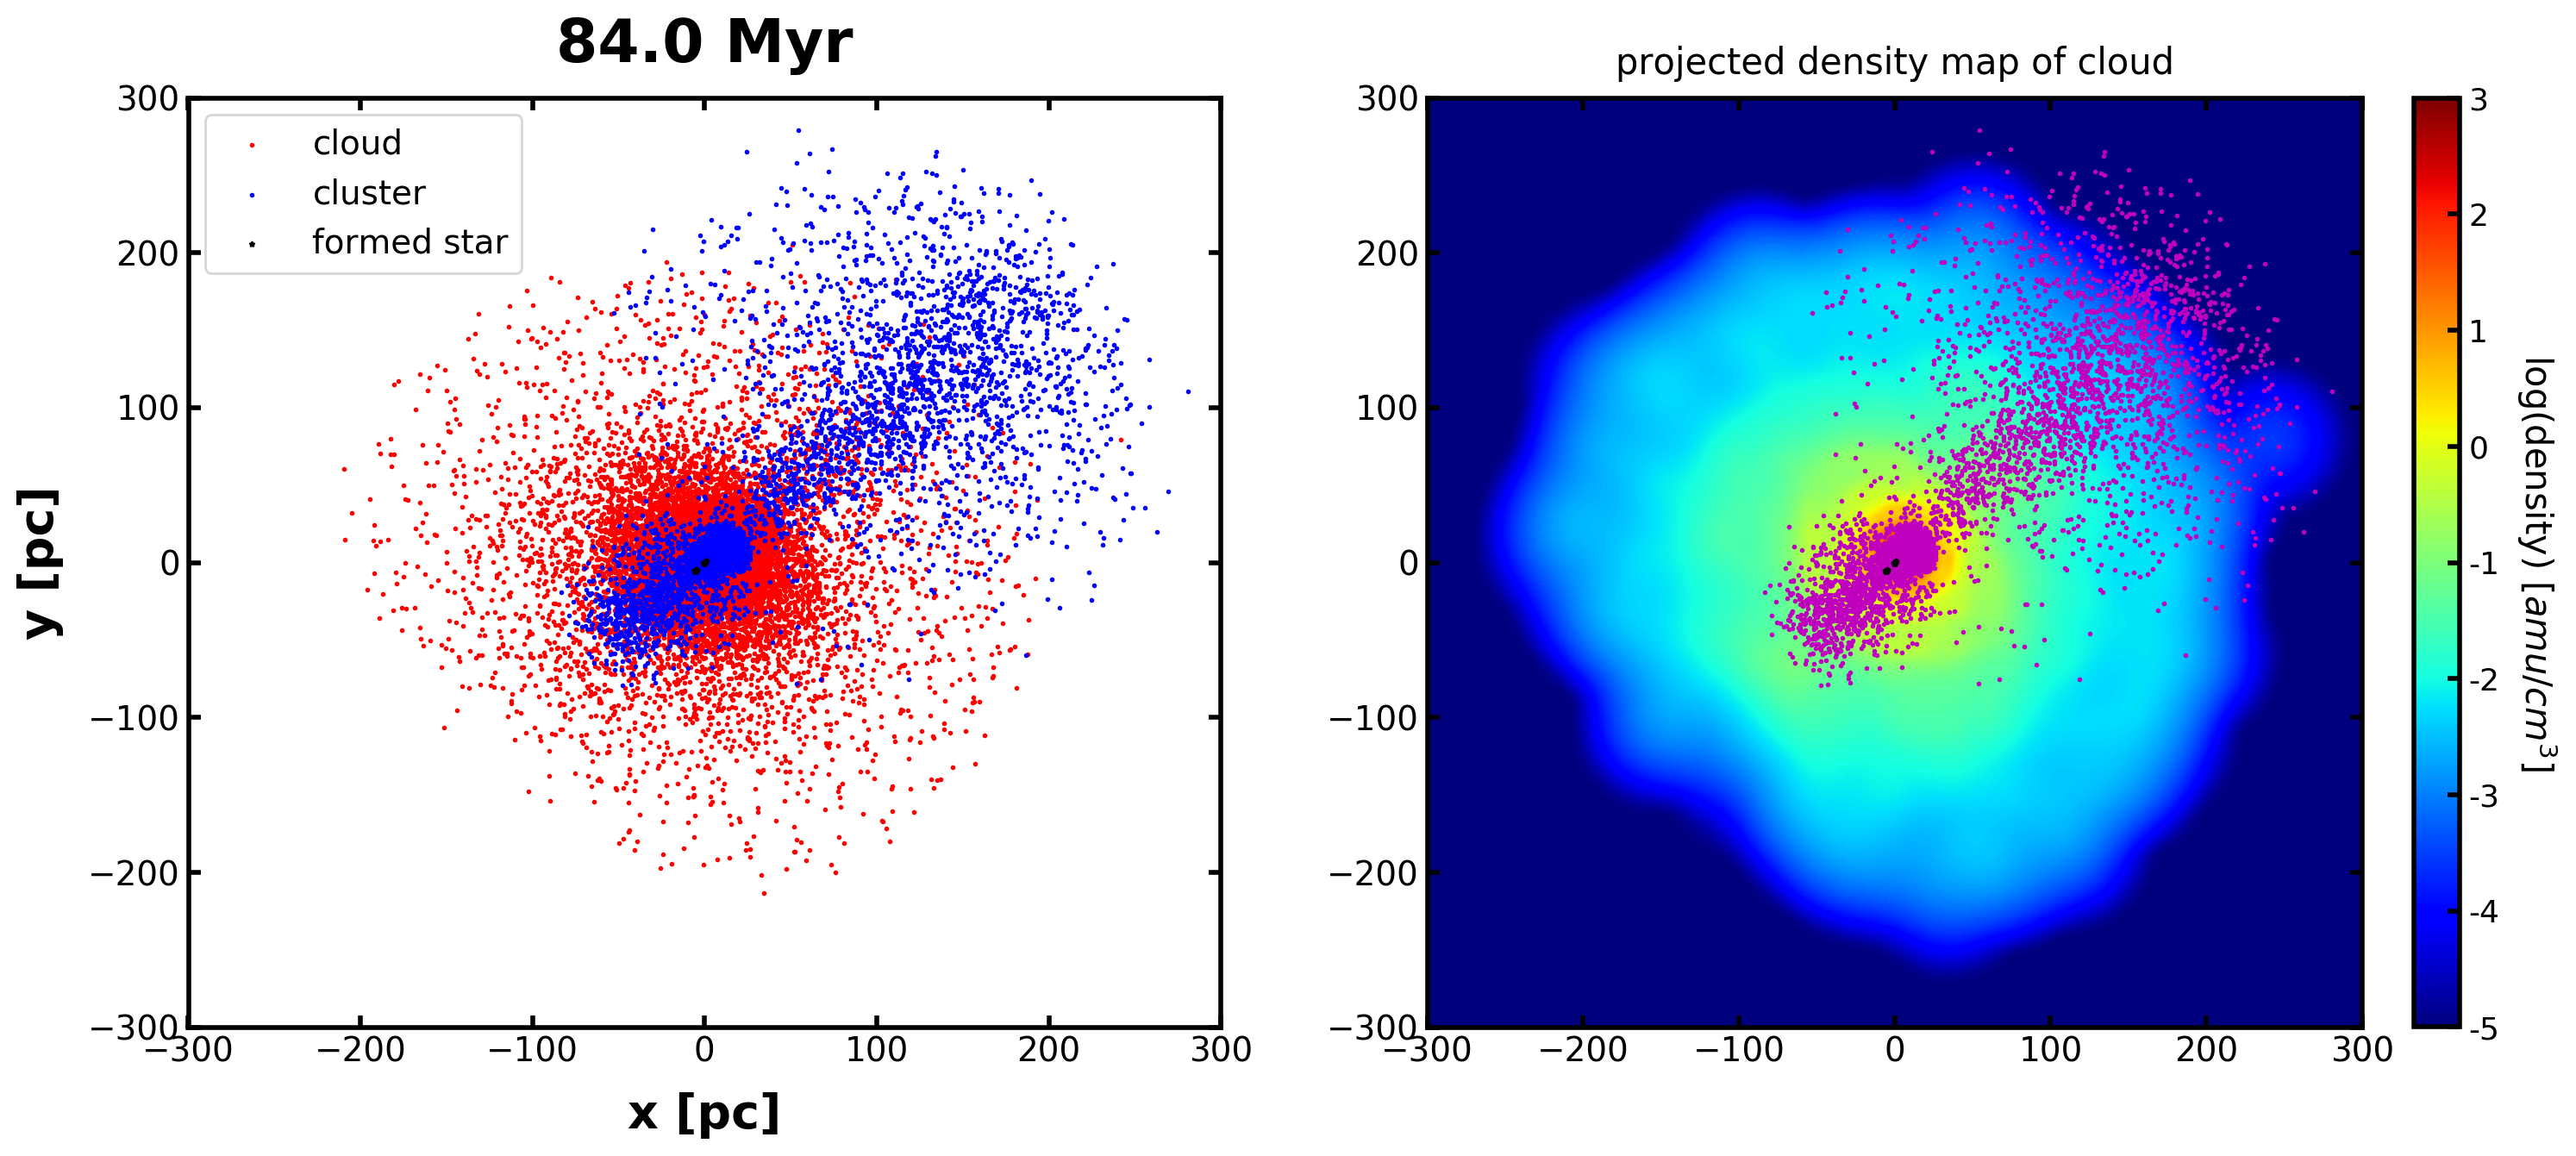 84.0 Myr
projected density map of cloud
cloud
cluster
formed star
300
200
100
0
−100
−200
−300
y [pc]
−300 −200 −100 0 100 200 300
x [pc]
300
200
100
0
−100
−200
−300
−300 −200 −100 0 100 200 300
3
2
1
0
-1
-2
-3
-4
-5
log(density) [amu/cm³]